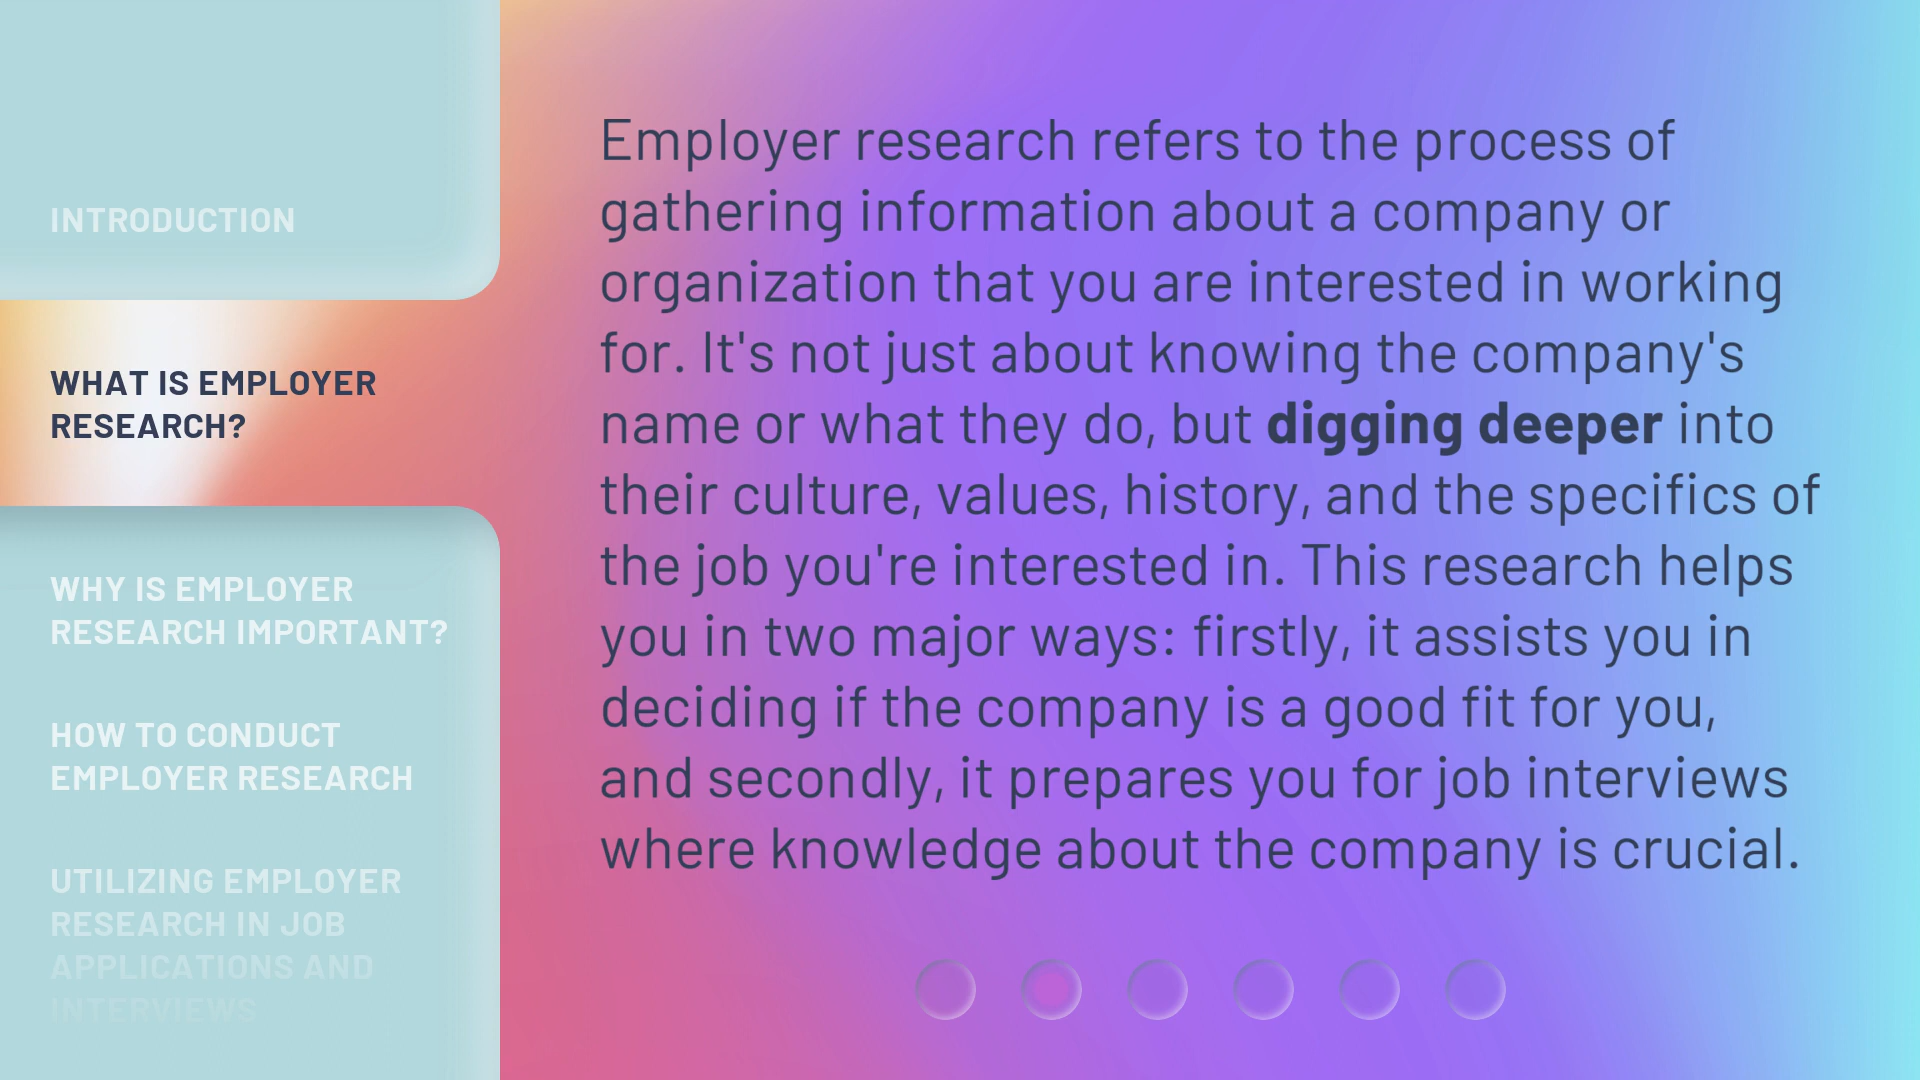 INTRODUCTION
WHAT IS EMPLOYER
RESEARCH?
WHY IS EMPLOYER
RESEARCH IMPORTANT?
HOW TO CONDUCT
EMPLOYER RESEARCH
UTILIZING EMPLOYER
RESEARCH IN JOB
APPLICATIONS AND
INTERVIEWS
Employer research refers to the process of
gathering information about a company or
organization that you are interested in working
for. It's not just about knowing the company's
name or what they do, but digging deeper into
their culture, values, history, and the specifics of
the job you're interested in. This research helps
you in two major ways: firstly, it assists you in
deciding if the company is a good fit for you,
and secondly, it prepares you for job interviews
where knowledge about the company is crucial.